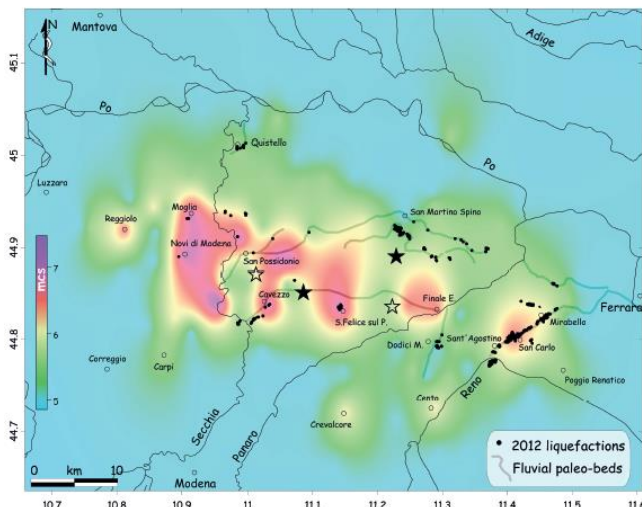 N
Mantova
Adige
45.1
Po
45
Quistello
Po
Luzzara
Moglia
San Martino Spino
Reggiolo
44.9
Novi di Modena
San Possidonio
mcs
7
6
5
Cavezzo
Finale E.
Ferrara
S.Felice sul P.
Mirabello
44.8
Dodici M.
Sant'Agostino
San Carlo
Correggio
Carpi
Poggio Renatico
Reno
44.7
Secchia
Panaro
Crevalcore
Cento
2012 liquefactions
Fluvial paleo-beds
0 km 10
Modena
10.7 10.8 10.9 11 11.1 11.2 11.3 11.4 11.5 11.6